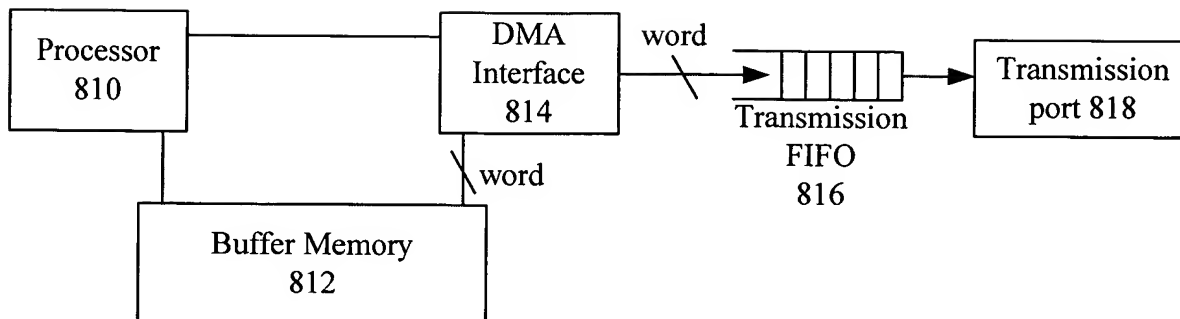 Processor
810
DMA
Interface
814
word
Transmission
FIFO
816
Transmission
port 818
word
Buffer Memory
812